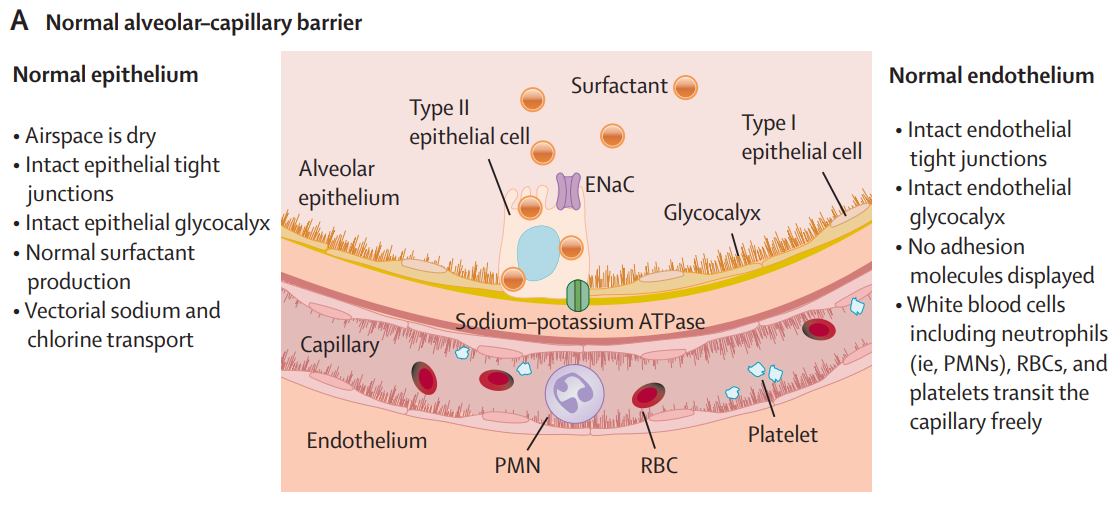 A Normal alveolar–capillary barrier
Normal epithelium
• Airspace is dry
• Intact epithelial tight
junctions
• Intact epithelial glycocalyx
• Normal surfactant
production
• Vectorial sodium and
chlorine transport
Surfactant
Type II
epithelial cell
Type I
epithelial cell
Alveolar
epithelium
ENaC
Glycocalyx
Sodium–potassium ATPase
Capillary
Endothelium
PMN
RBC
Platelet
Normal endothelium
• Intact endothelial
tight junctions
• Intact endothelial
glycocalyx
• No adhesion
molecules displayed
• White blood cells
including neutrophils
(ie, PMNs), RBCs, and
platelets transit the
capillary freely